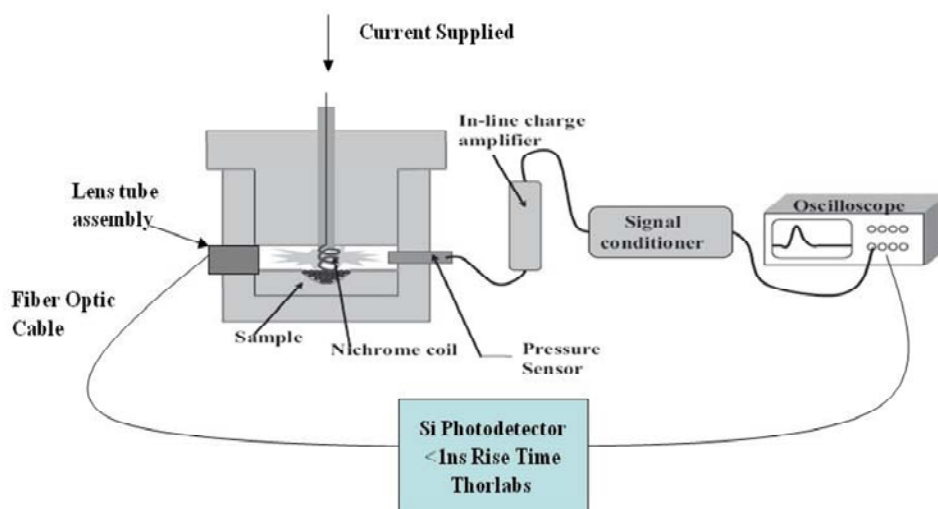 Current Supplied
In-line charge
amplifier
Lens tube
assembly
Signal
conditioner
Oscilloscope
Fiber Optic
Cable
Sample
Nichrome coil
Pressure
Sensor
Si Photodetector
<1ns Rise Time
Thorlabs